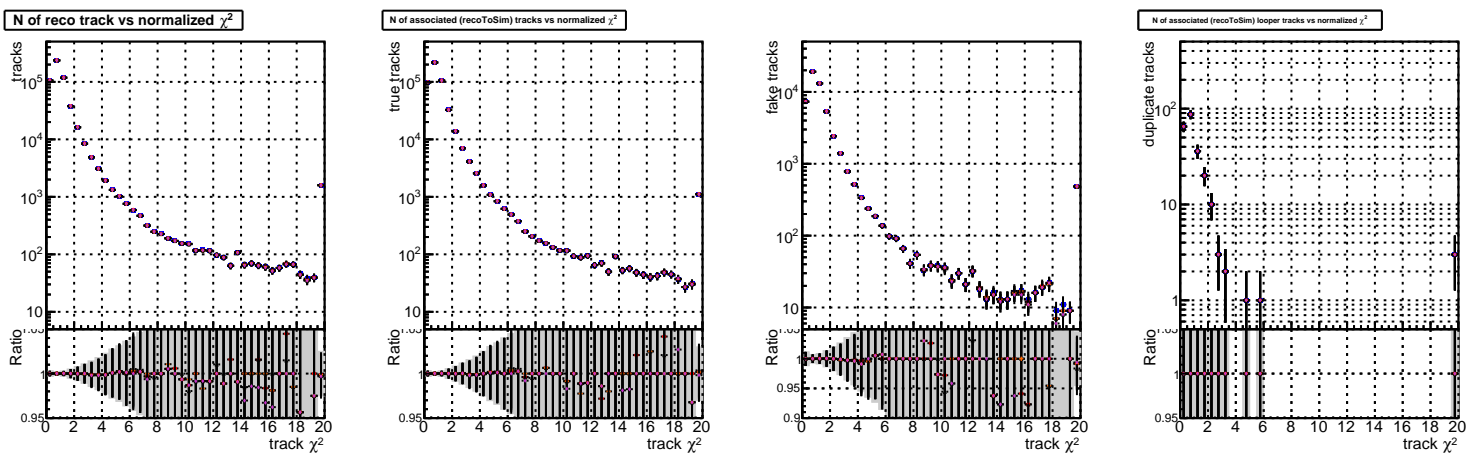 N of reco track vs normalized χ²
tracks
10⁵
10⁴
10³
10²
10
Ratio
1.05
1
0.95
0 2 4 6 8 10 12 14 16 18 20
track χ²
N of associated (recoToSim) tracks vs normalized χ²
true tracks
10⁵
10⁴
10³
10²
10
Ratio
1.05
1
0.95
0 2 4 6 8 10 12 14 16 18 20
track χ²
fake tracks
10⁴
10³
10²
10
Ratio
1
0.95
0.9
0 2 4 6 8 10 12 14 16 18 20
track χ²
N of associated (recoToSim) looper tracks vs normalized χ²
duplicate tracks
10²
10
1
Ratio
1.05
1
0.95
0 2 4 6 8 10 12 14 16 18 20
track χ²